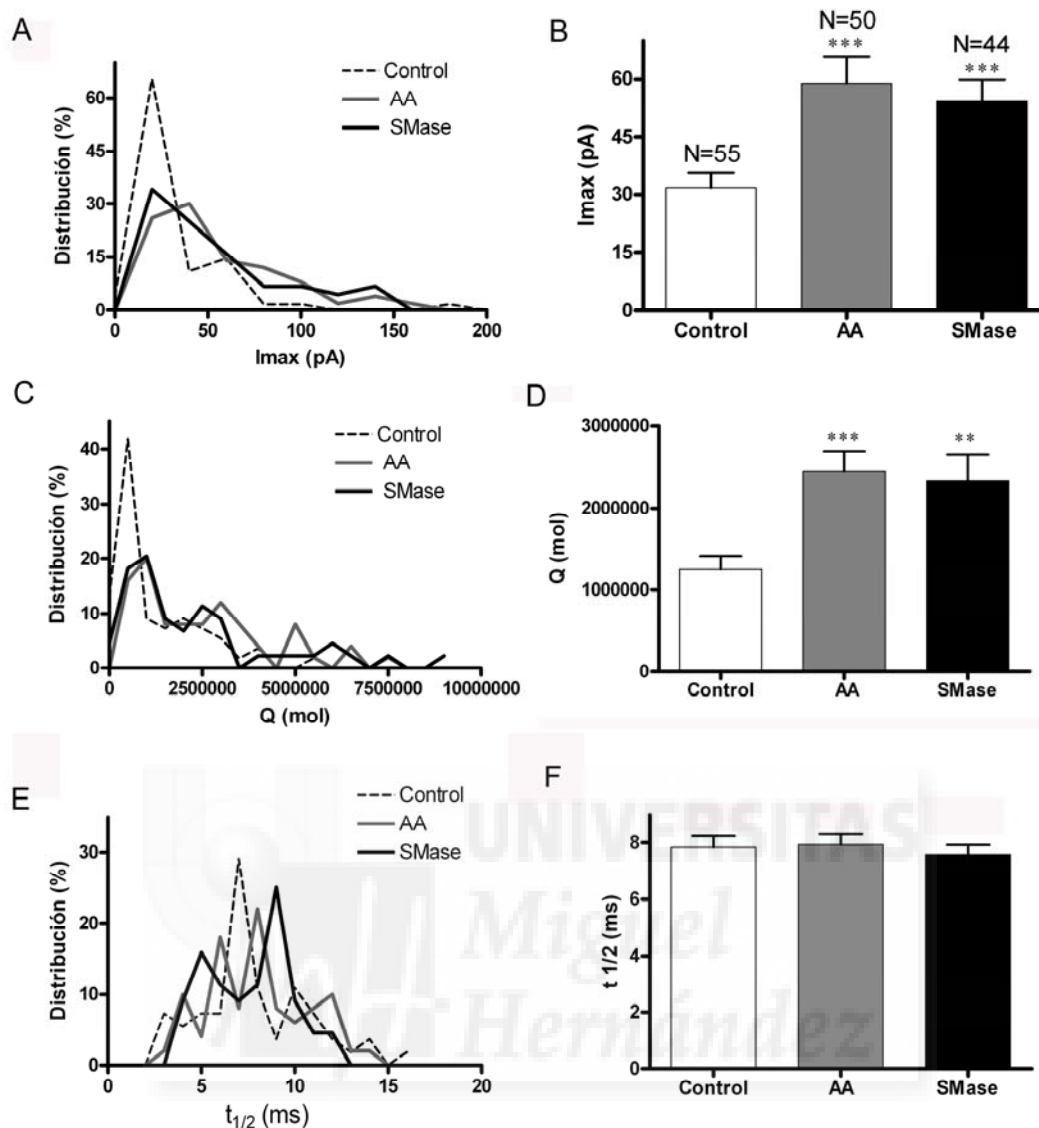 A
Control
AA
SMase
Distribución (%)
60
45
30
15
0
0 50 100 150 200
Imax (pA)
B
N=50
***
N=44
***
N=55
Imax (pA)
60
45
30
15
0
Control AA SMase
C
Control
AA
SMase
Distribución (%)
40
30
20
10
0
0 2500000 5000000 7500000 10000000
Q (mol)
D
3000000
2000000
1000000
0
Q (mol)
*** **
Control AA SMase
E
Control
AA
SMase
Distribución (%)
30
20
10
0
0 5 10 15 20
t1/2 (ms)
F
8
6
4
2
0
t 1/2 (ms)
Control AA SMase
UNIVERSITAS
Miguel
Hernández